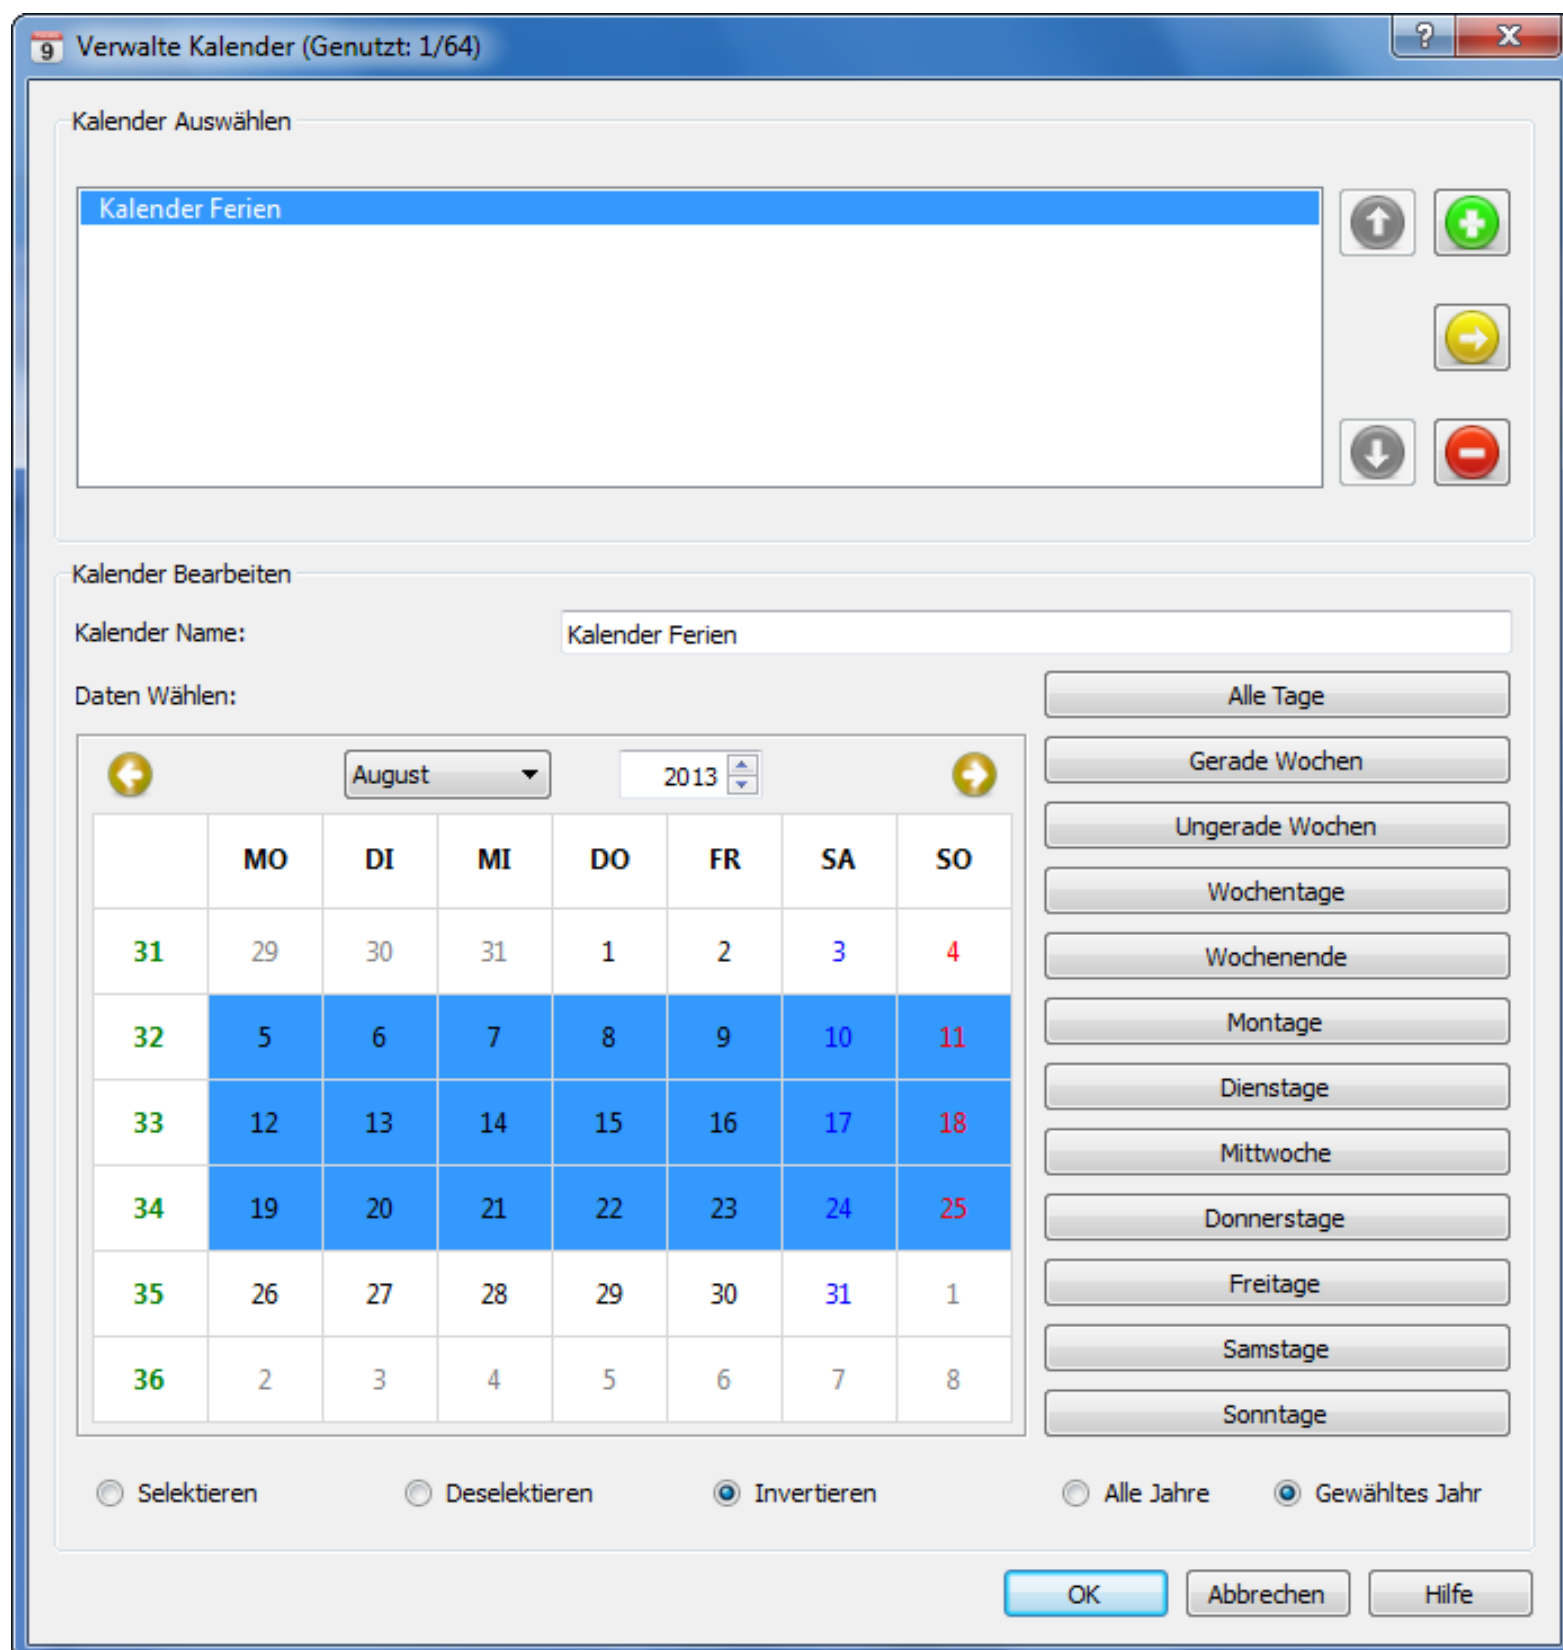 9 Verwalte Kalender (Genutzt: 1/64) ? X
Kalender Auswählen
Kalender Ferien
Kalender Bearbeiten
Kalender Name: Kalender Ferien
Daten Wählen:
August 2013
MO DI MI DO FR SA SO
31 29 30 31 1 2 3 4
32 5 6 7 8 9 10 11
33 12 13 14 15 16 17 18
34 19 20 21 22 23 24 25
35 26 27 28 29 30 31 1
36 2 3 4 5 6 7 8
Alle Tage
Gerade Wochen
Ungerade Wochen
Wochentage
Wochenende
Montage
Dienstage
Mittwoche
Donnerstage
Freitage
Samstage
Sonntage
Selektieren Deselektieren Invertieren Alle Jahre Gewähltes Jahr
OK Abbrechen Hilfe